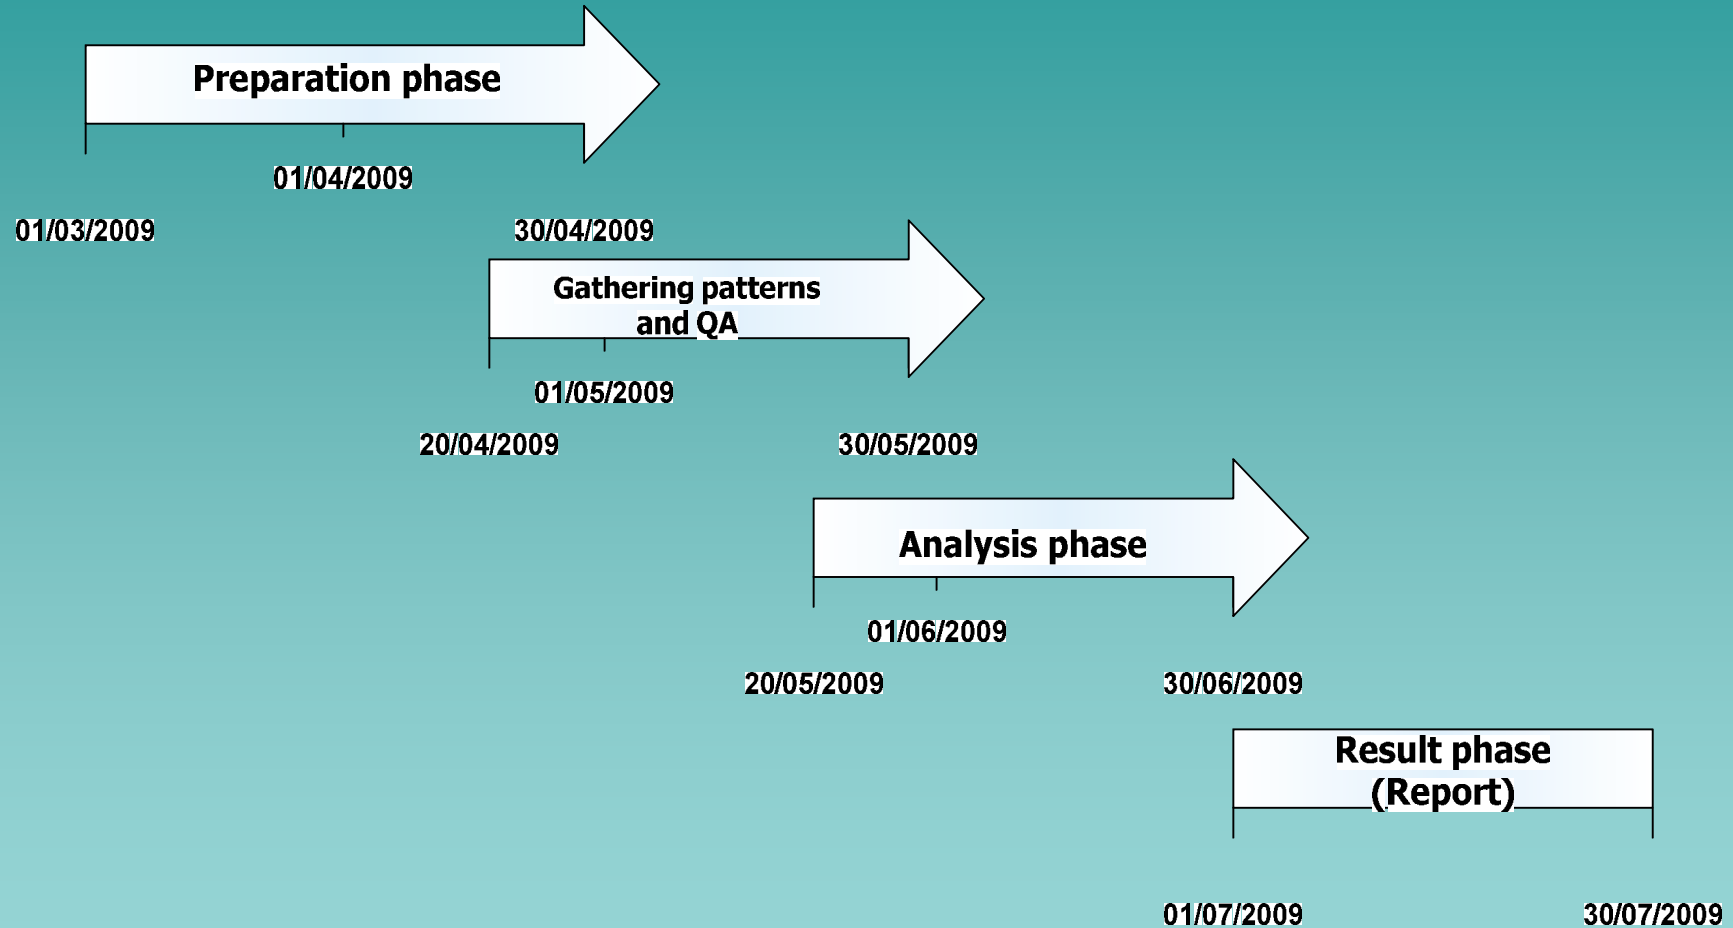 Preparation phase
01/04/2009
01/03/2009
30/04/2009
Gathering patterns
and QA
01/05/2009
20/04/2009
30/05/2009
Analysis phase
01/06/2009
20/05/2009
30/06/2009
Result phase
(Report)
01/07/2009
30/07/2009